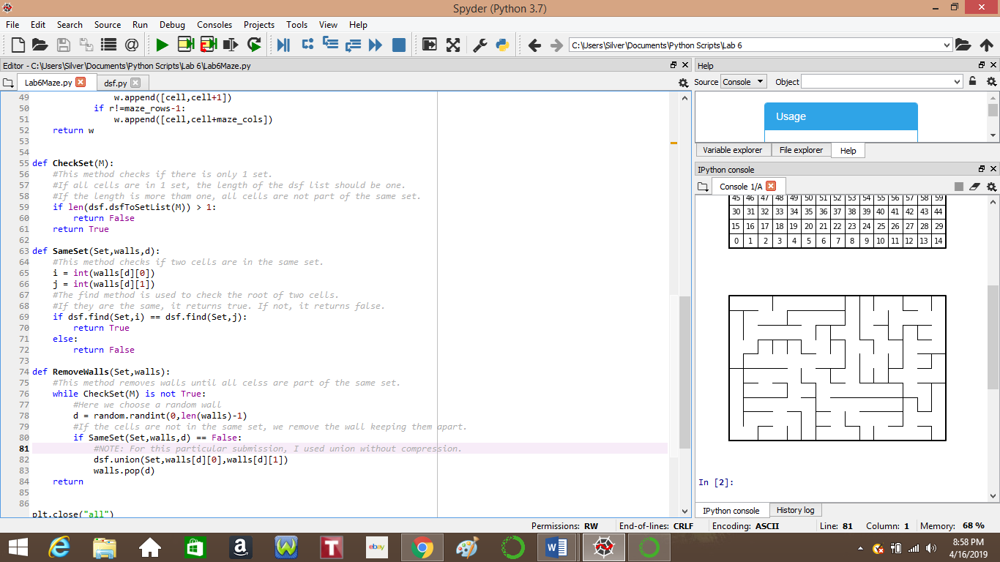 Spyder (Python 3.7)
File Edit Search Source Run Debug Consoles Projects Tools View Help
C:\Users\Silver\Documents\Python Scripts\Lab 6
Editor - C:\Users\Silver\Documents\Python Scripts\Lab 6\Lab6Maze.py
Lab6Maze.py dsf.py
49 w.append([cell,cell+1])
50 if r!=maze_rows-1:
51 w.append([cell,cell+maze_cols])
52 return w
53
54
55 def CheckSet(M):
56 #This method checks if there is only 1 set.
57 #If all cells are in 1 set, the length of the dsf list should be one.
58 #If the length is more tham one, all cells are not part of the same set.
59 if len(dsf.dsfToSetList(M)) > 1:
60 return False
61 return True
62
63 def SameSet(Set,walls,d):
64 #This method checks if two cells are in the same set.
65 i = int(walls[d][0])
66 j = int(walls[d][1])
67 #The find method is used to check the root of two cells.
68 #If they are the same, it returns true. If not, it returns false.
69 if dsf.find(Set,i) == dsf.find(Set,j):
70 return True
71 else:
72 return False
73
74 def RemoveWalls(Set,walls):
75 #This method removes walls until all celss are part of the same set.
76 while CheckSet(M) is not True:
77 #Here we choose a random wall
78 d = random.randint(0,len(walls)-1)
79 #If the cells are not in the same set, we remove the wall keeping them apart.
80 if SameSet(Set,walls,d) == False:
81 #NOTE: For this particular submission, I used union without compression.
82 dsf.union(Set,walls[d][0],walls[d][1])
83 walls.pop(d)
84 return
85
86
plt.close("all")
Help
Source Console Object
Usage
Variable explorer File explorer Help
IPython console
Console 1/A
45 46 47 48 49 50 51 52 53 54 55 56 57 58 59
30 31 32 33 34 35 36 37 38 39 40 41 42 43 44
15 16 17 18 19 20 21 22 23 24 25 26 27 28 29
0 1 2 3 4 5 6 7 8 9 10 11 12 13 14
In [2]:
IPython console History log
Permissions: RW End-of-lines: CRLF Encoding: ASCII Line: 81 Column: 1 Memory: 68 %
a W T ebay W
8:58 PM
4/16/2019